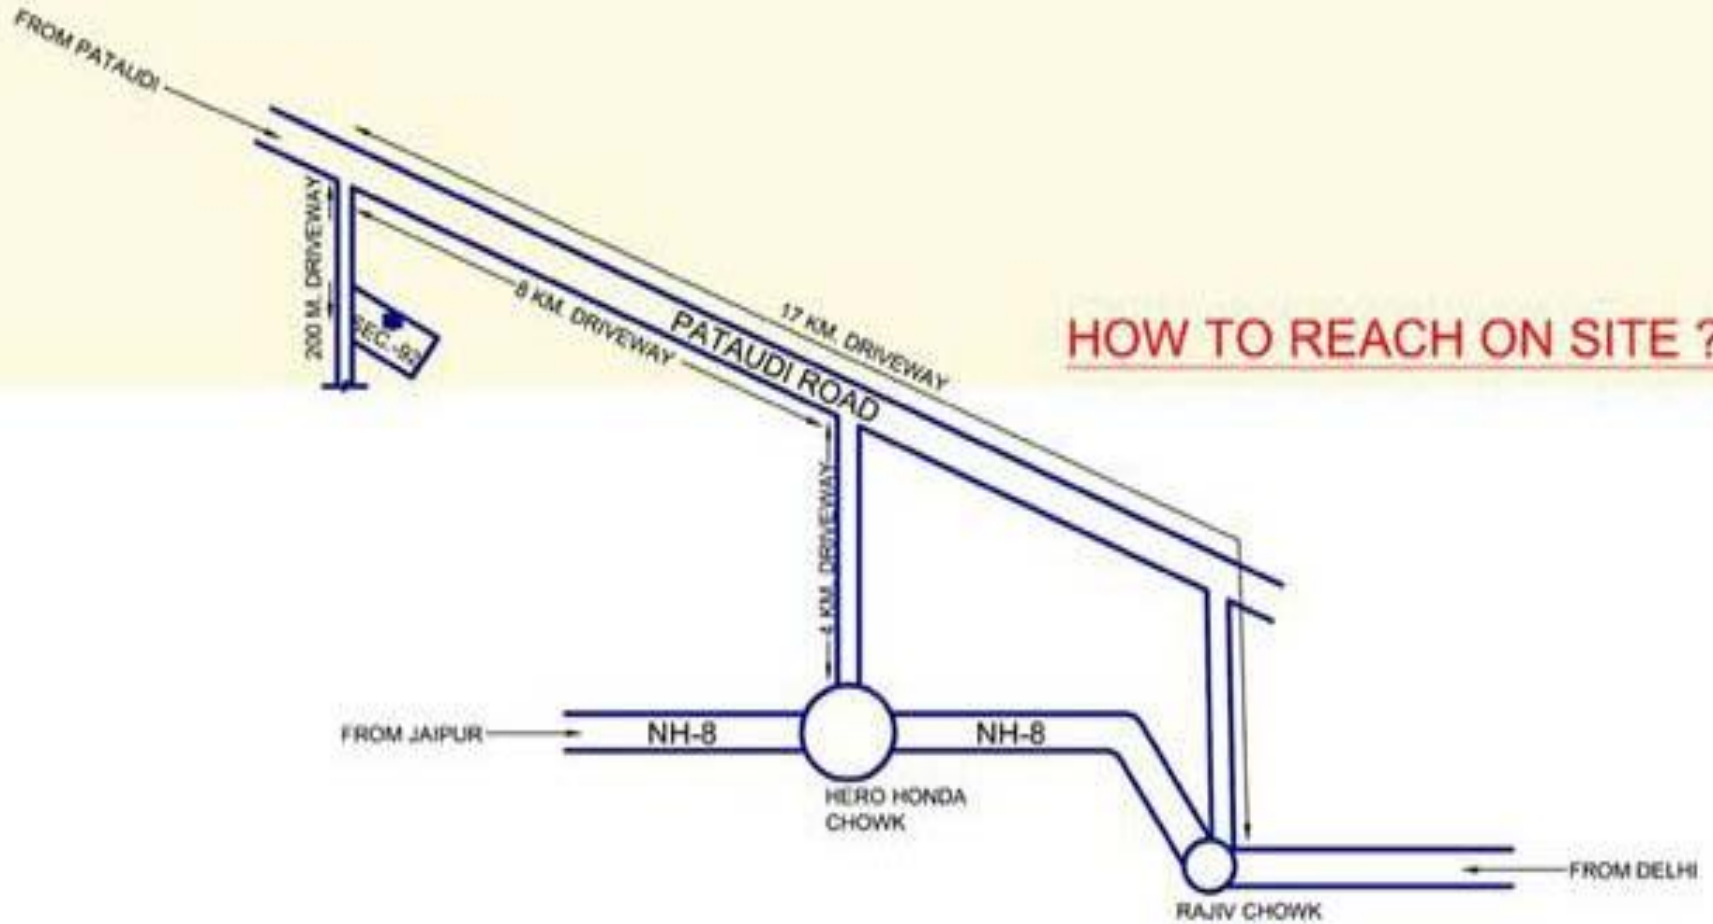 FROM PATAUDI
200 M. DRIVEWAY
SEC.-92
8 KM. DRIVEWAY
PATAUDI ROAD
17 KM. DRIVEWAY
HOW TO REACH ON SITE ?
4 KM. DRIVEWAY
FROM JAIPUR
NH-8
NH-8
HERO HONDA
CHOWK
FROM DELHI
RAJIV CHOWK